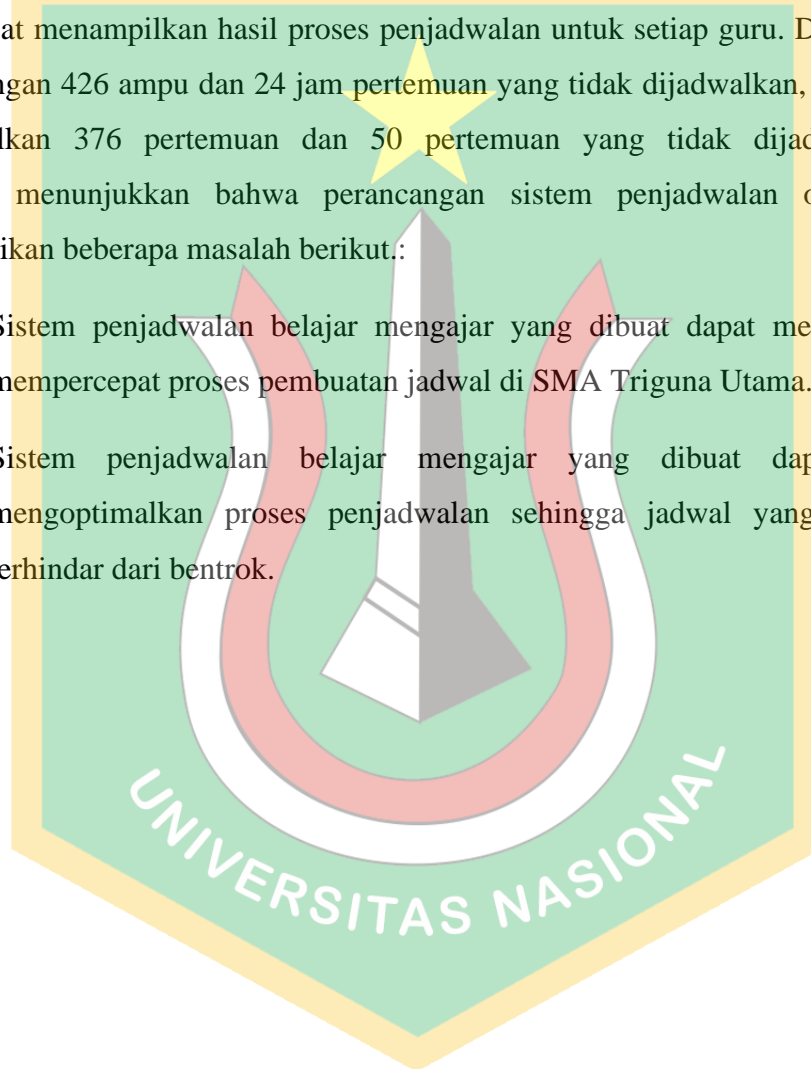 at menampilkan hasil proses penjadwalan untuk setiap guru. D
ngan 426 ampu dan 24 jam pertemuan yang tidak dijadwalkan,
lkan 376 pertemuan dan 50 pertemuan yang tidak dijad
menunjukkan bahwa perancangan sistem penjadwalan o
ikan beberapa masalah berikut.:
Sistem penjadwalan belajar mengajar yang dibuat dapat me
mempercepat proses pembuatan jadwal di SMA Triguna Utama.
Sistem penjadwalan belajar mengajar yang dibuat dap
mengoptimalkan proses penjadwalan sehingga jadwal yang
erhindar dari bentrok.
UNIVERSITAS NASIONAL